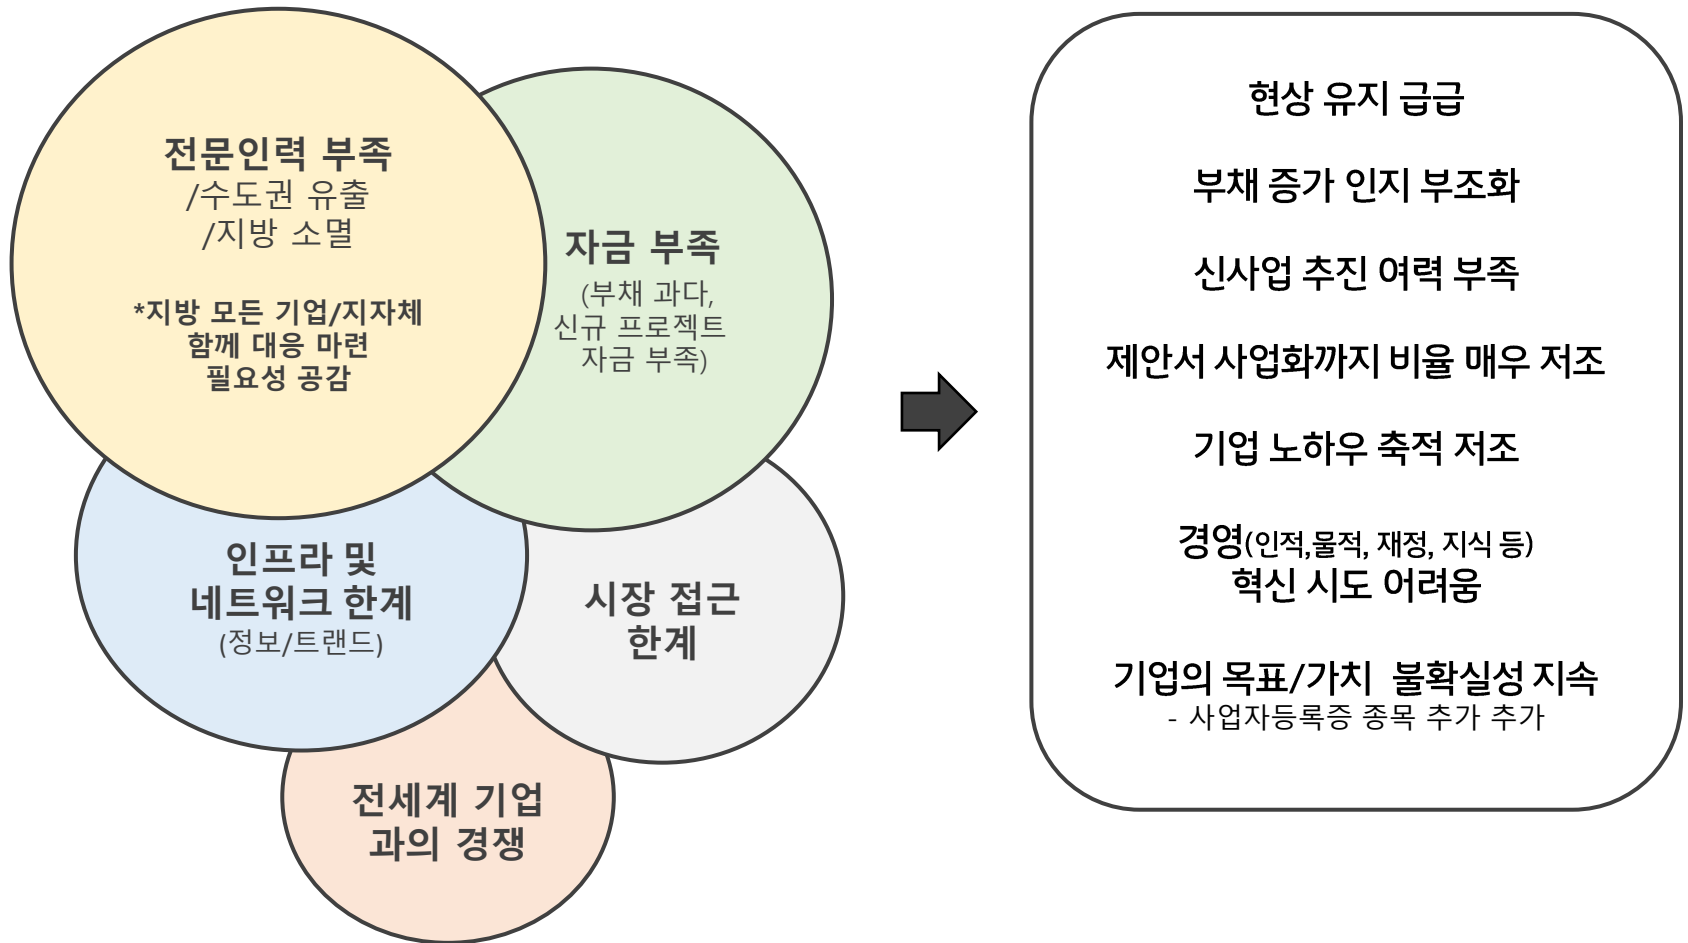 전문인력 부족
/수도권 유출
/지방 소멸
*지방 모든 기업/지자체
함께 대응 마련
필요성 공감
자금 부족
(부채 과다,
신규 프로젝트
자금 부족)
인프라 및
네트워크 한계
(정보/트랜드)
시장 접근
한계
전세계 기업
과의 경쟁
현상 유지 급급
부채 증가 인지 부조화
신사업 추진 여력 부족
제안서 사업화까지 비율 매우 저조
기업 노하우 축적 저조
경영(인적,물적, 재정, 지식 등)
혁신 시도 어려움
기업의 목표/가치  불확실성 지속
- 사업자등록증 종목 추가 추가